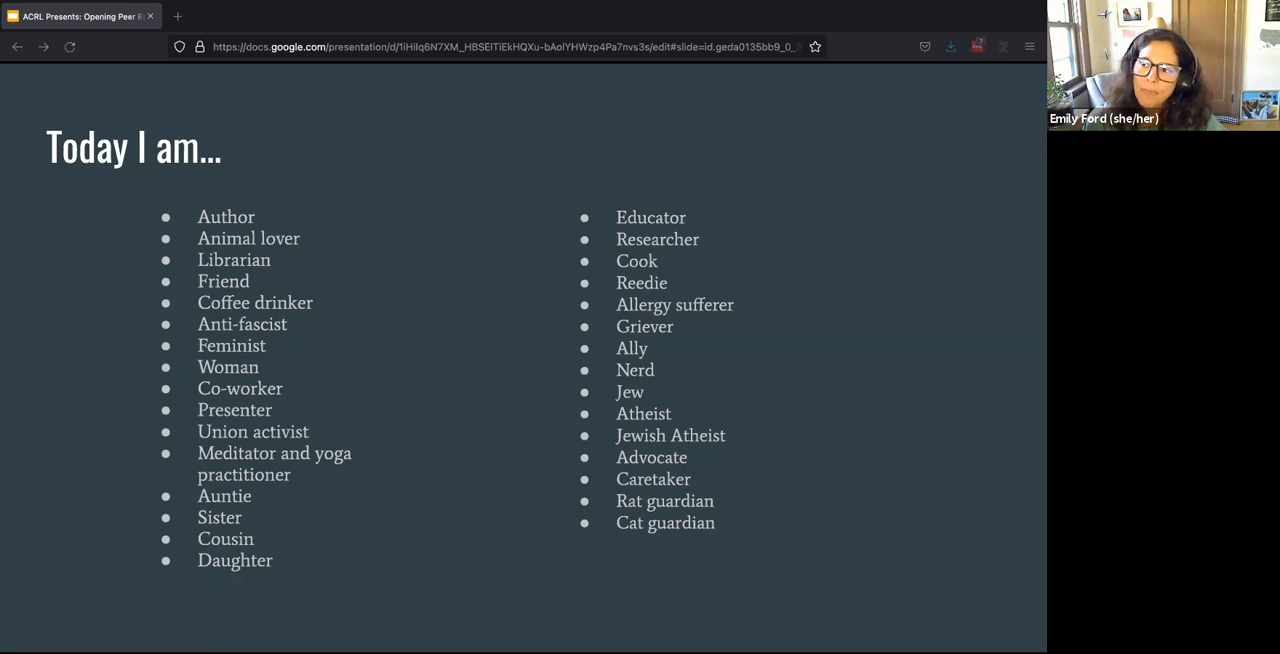 ACRL Presents: Opening Peer R
https://docs.google.com/presentation/d/1iHiIq6N7XM_HBSElTiEkHQXu-bAolYHWzp4Pa7nvs3s/edit#slide=id.geda0135bb9_0_
7
Emily Ford (she/her)
Today I am...
Author
Animal lover
Librarian
Friend
Coffee drinker
Anti-fascist
Feminist
Woman
Co-worker
Presenter
Union activist
Meditator and yoga
practitioner
Auntie
Sister
Cousin
Daughter
Educator
Researcher
Cook
Reedie
Allergy sufferer
Griever
Ally
Nerd
Jew
Atheist
Jewish Atheist
Advocate
Caretaker
Rat guardian
Cat guardian